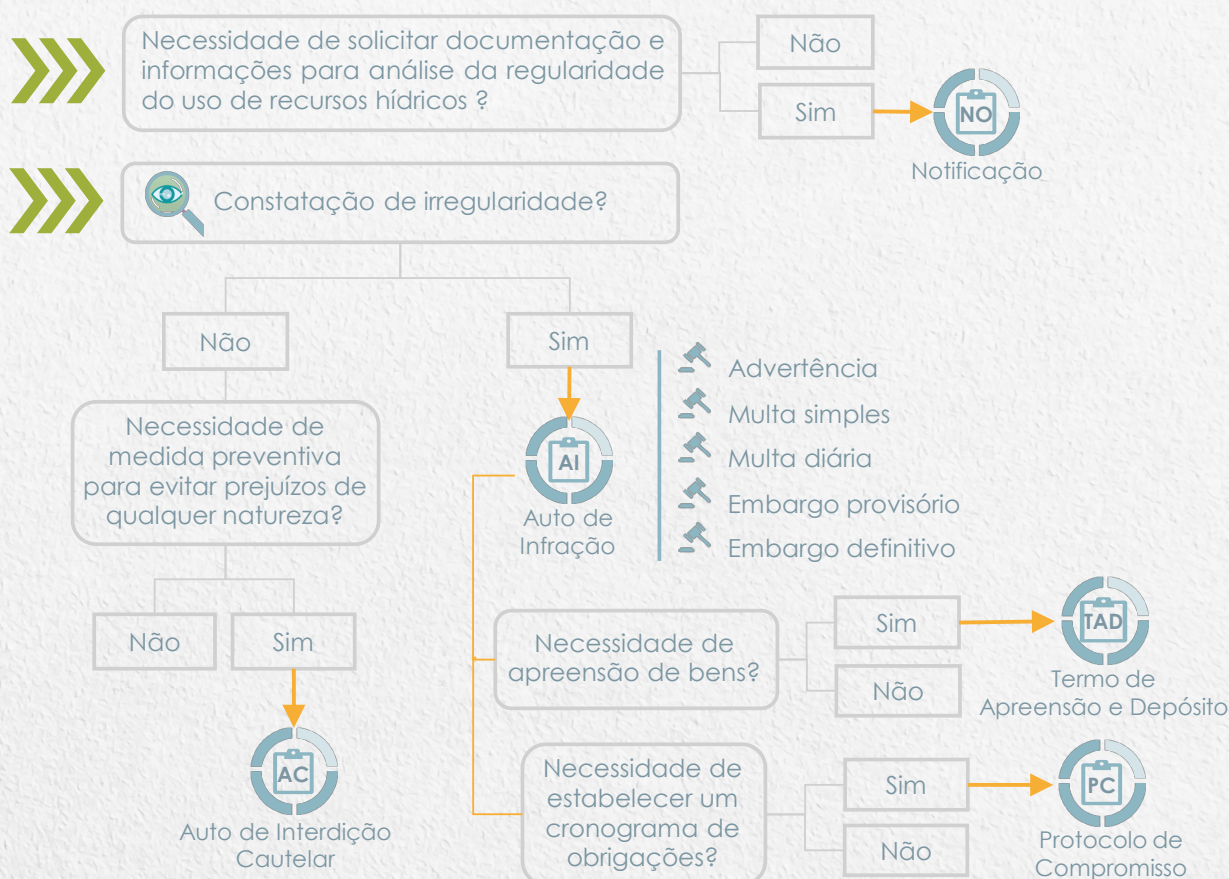 Necessidade de solicitar documentação e
informações para análise da regularidade
do uso de recursos hídricos ?
Não
Sim
NO
Notificação
Constatação de irregularidade?
Não
Sim
Necessidade de
medida preventiva
para evitar prejuízos de
qualquer natureza?
Não
Sim
AC
Auto de Interdição
Cautelar
AI
Auto de
Infração
Advertência
Multa simples
Multa diária
Embargo provisório
Embargo definitivo
Necessidade de
apreensão de bens?
Sim
Não
TAD
Termo de
Apreensão e Depósito
Necessidade de
estabelecer um
cronograma de
obrigações?
Sim
Não
PC
Protocolo de
Compromisso